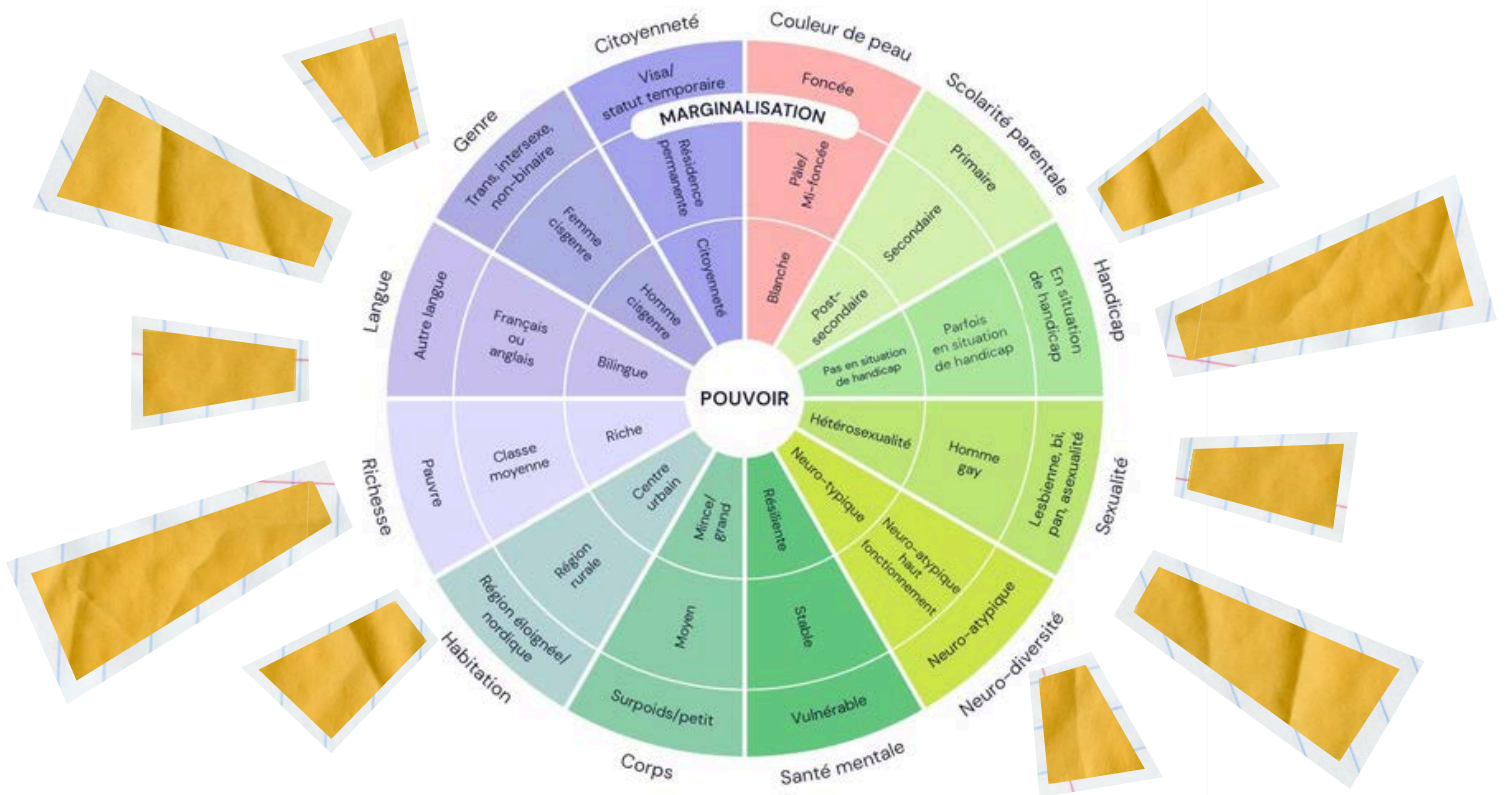 Citoyenneté
Visa/
statut temporaire
Résidence
permanente
Citoyenneté
Couleur de peau
Foncée
Pâle/
Mi-foncée
Blanche
Scolarité parentale
Primaire
Secondaire
Post-
secondaire
Handicap
En situation
de handicap
Parfois
en situation
de handicap
Pas en situation
de handicap
Sexualité
Lesbienne, bi,
pan, asexualité
Homme
gay
Hétérosexualité
Neuro-diversité
Neuro-atypique
Neuro-atypique
haut
fonctionnement
Neuro-typique
Santé mentale
Vulnérable
Stable
Résiliente
Corps
Surpoids/petit
Moyen
Mince/
grand
Habitation
Région éloignée/
nordique
Région
rurale
Centre
urbain
Richesse
Pauvre
Classe
moyenne
Riche
Langue
Autre langue
Français
ou
anglais
Bilingue
Genre
Trans, intersexe,
non-binaire
Femme
cisgenre
Homme
cisgenre
MARGINALISATION
POUVOIR